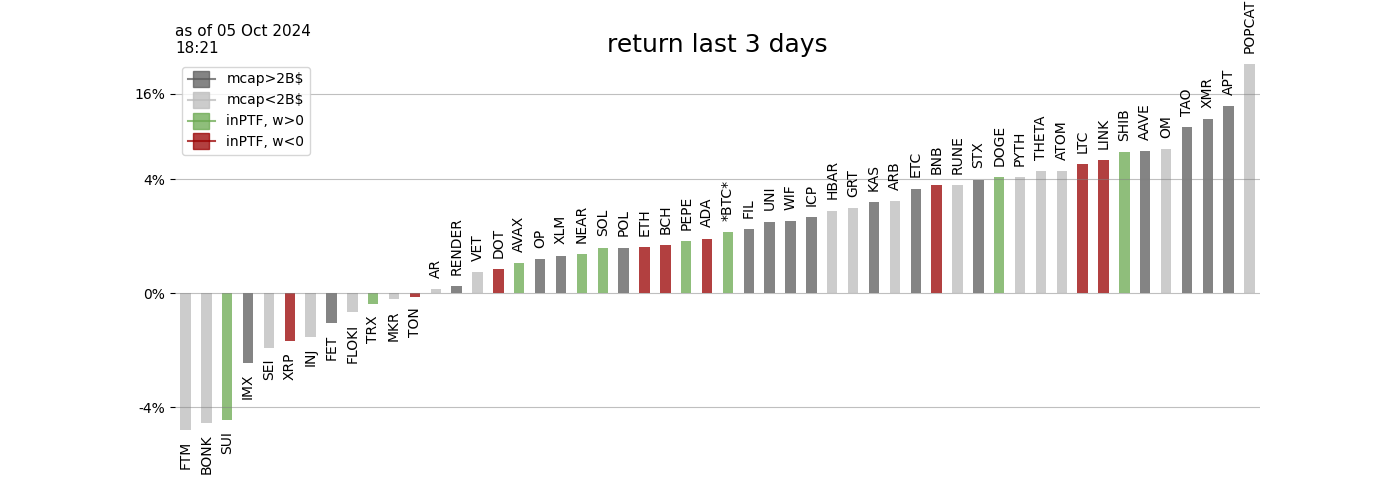 as of 05 Oct 2024
18:21
return last 3 days
mcap>2B$
mcap<2B$
inPTF, w>0
inPTF, w<0
16%
4%
0%
-4%
FTM
BONK
SUI
IMX
SEI
XRP
INJ
FET
FLOKI
TRX
MKR
TON
AR
RENDER
VET
DOT
AVAX
OP
XLM
NEAR
SOL
POL
ETH
BCH
PEPE
ADA
*BTC*
FIL
UNI
WIF
ICP
HBAR
GRT
KAS
ARB
ETC
BNB
RUNE
STX
DOGE
PYTH
THETA
ATOM
LTC
LINK
SHIB
AAVE
OM
TAO
XMR
APT
POPCAT